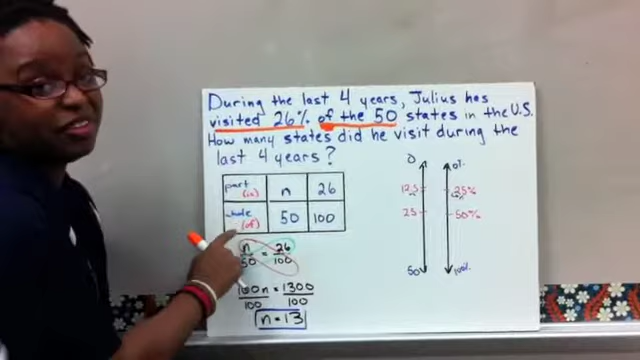 During the last 4 years, Julius has
visited 26% of the 50 states in the U.S.
How many states did he visit during the
last 4 years?
part (is) n 26
whole (of) 50 100
n/50 = 26/100
100n/100 = 1300/100
n = 13
0 0%
12.5 25%
25 50%
50 100%